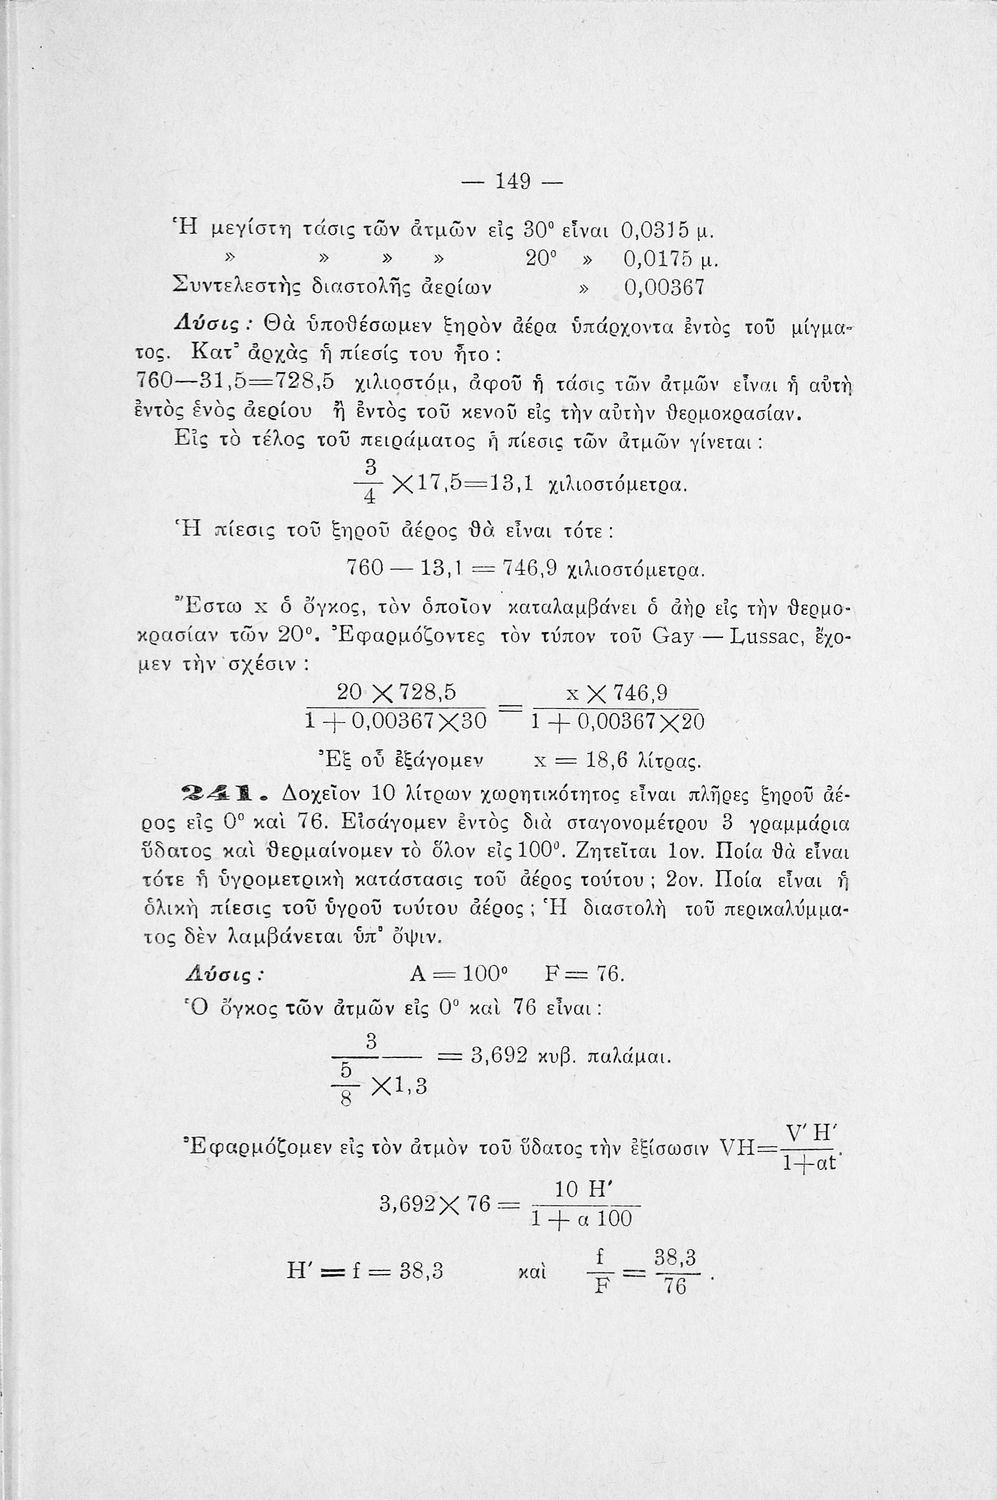 — 149 —
Ἡ μεγίστη τάσις τῶν ἀτμῶν εἰς 30° εἶναι 0,0315 μ.
» » » » 20° » 0,0175 μ.
Συντελεστὴς διαστολῆς ἀερίων » 0,00367
Λύσις : Θὰ ὑποθέσωμεν ξηρὸν ἀέρα ὑπάρχοντα ἐντὸς τοῦ μίγμα-
τος. Κατ' ἀρχὰς ἡ πίεσίς του ἦτο :
760—31,5=728,5 χιλιοστόμ, ἀφοῦ ἡ τάσις τῶν ἀτμῶν εἶναι ἡ αὐτὴ
ἐντὸς ἑνὸς ἀερίου ἢ ἐντὸς τοῦ κενοῦ εἰς τὴν αὐτὴν θερμοκρασίαν.
Εἰς τὸ τέλος τοῦ πειράματος ἡ πίεσις τῶν ἀτμῶν γίνεται :
3/4 ×17,5=13,1 χιλιοστόμετρα.
Ἡ πίεσις τοῦ ξηροῦ ἀέρος θὰ εἶναι τότε :
760 — 13,1 = 746,9 χιλιοστόμετρα.
Ἔστω x ὁ ὄγκος, τὸν ὁποῖον καταλαμβάνει ὁ ἀὴρ εἰς τὴν θερμο-
κρασίαν τῶν 20°. Ἐφαρμόζοντες τὸν τύπον τοῦ Gay — Lussac, ἔχο-
μεν τὴν σχέσιν :
20 × 728,5 / 1 + 0,00367×30 = x × 746,9 / 1 + 0,00367×20
Ἐξ οὗ ἐξάγομεν x = 18,6 λίτρας.
241. Δοχεῖον 10 λίτρων χωρητικότητος εἶναι πλῆρες ξηροῦ ἀέ-
ρος εἰς 0° καὶ 76. Εἰσάγομεν ἐντὸς διὰ σταγονομέτρου 3 γραμμάρια
ὕδατος καὶ θερμαίνομεν τὸ ὅλον εἰς 100°. Ζητεῖται 1ον. Ποία θὰ εἶναι
τότε ἡ ὑγρομετρικὴ κατάστασις τοῦ ἀέρος τούτου ; 2ον. Ποία εἶναι ἡ
ὁλικὴ πίεσις τοῦ ὑγροῦ τούτου ἀέρος ; Ἡ διαστολὴ τοῦ περικαλύμμα-
τος δὲν λαμβάνεται ὑπ' ὄψιν.
Λύσις : A = 100° F = 76.
Ὁ ὄγκος τῶν ἀτμῶν εἰς 0° καὶ 76 εἶναι :
3 / (5/8 ×1,3) = 3,692 κυβ. παλάμαι.
Ἐφαρμόζομεν εἰς τὸν ἀτμὸν τοῦ ὕδατος τὴν ἐξίσωσιν VH= V' H' / 1+αt.
3,692× 76 = 10 H' / 1 + α 100
H' = f = 38,3 καὶ f/F = 38,3/76 .